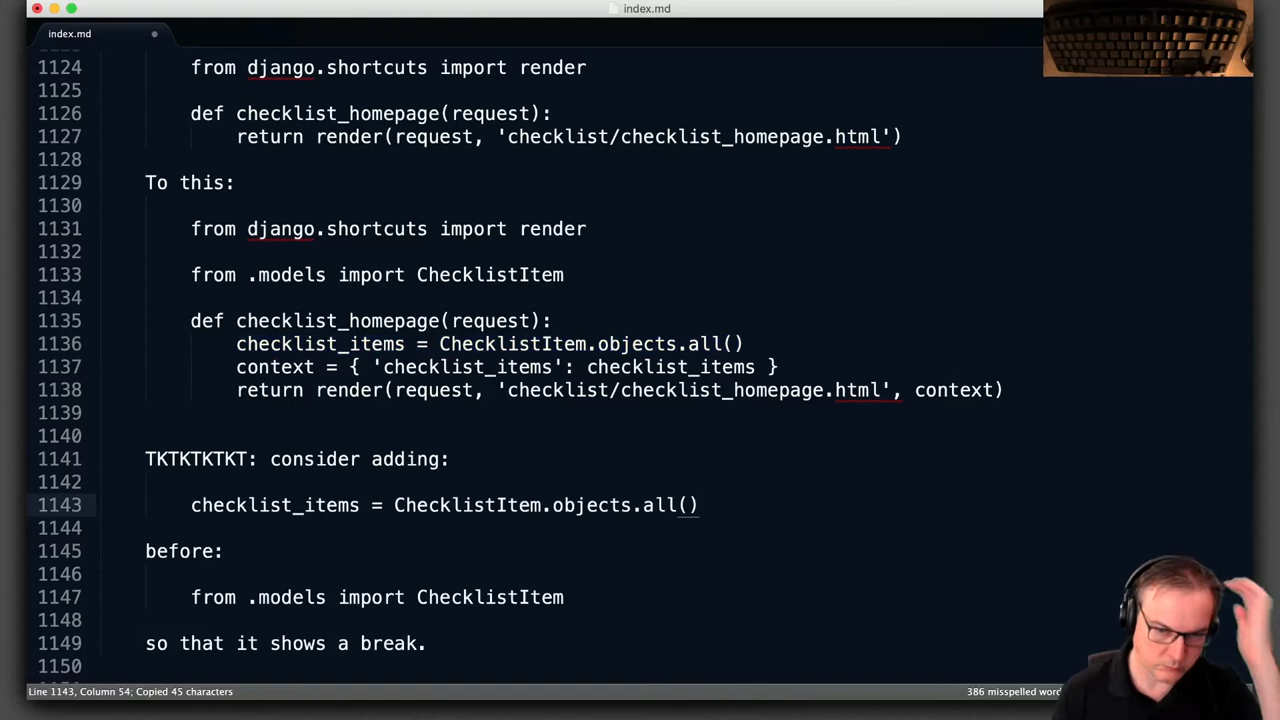 index.md
index.md
1124 from django.shortcuts import render
1125
1126 def checklist_homepage(request):
1127 return render(request, 'checklist/checklist_homepage.html')
1128
1129 To this:
1130
1131 from django.shortcuts import render
1132
1133 from .models import ChecklistItem
1134
1135 def checklist_homepage(request):
1136 checklist_items = ChecklistItem.objects.all()
1137 context = { 'checklist_items': checklist_items }
1138 return render(request, 'checklist/checklist_homepage.html', context)
1139
1140
1141 TKTKTKTKT: consider adding:
1142
1143 checklist_items = ChecklistItem.objects.all()
1144
1145 before:
1146
1147 from .models import ChecklistItem
1148
1149 so that it shows a break.
1150
Line 1143, Column 54; Copied 45 characters
386 misspelled